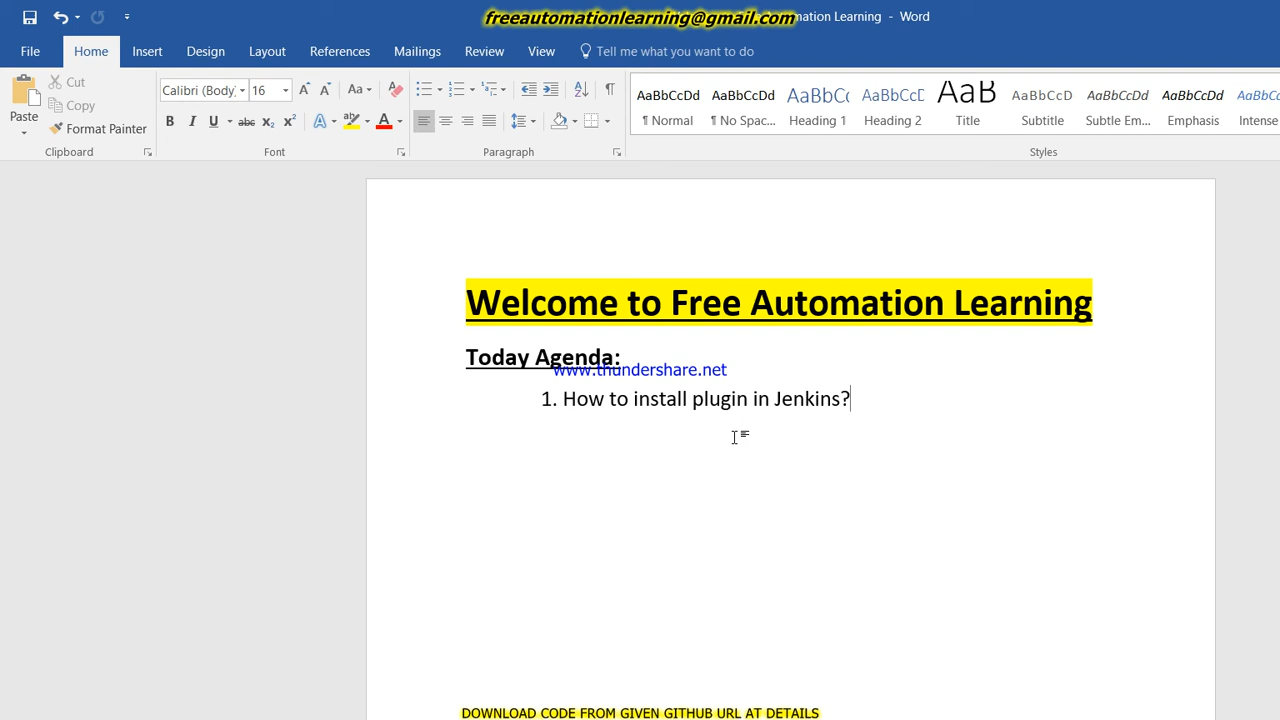 freeautomationlearning@gmail.com
Automation Learning - Word
File Home Insert Design Layout References Mailings Review View Tell me what you want to do
Paste
Cut
Copy
Format Painter
Clipboard
Calibri (Body) 16
Font
Paragraph
AaBbCcDd AaBbCcDd AaBbCc AaBbCcD AaB AaBbCcD AaBbCcDd AaBbCcDd AaBbCcDd
¶ Normal ¶ No Spac... Heading 1 Heading 2 Title Subtitle Subtle Em... Emphasis Intense
Styles
Welcome to Free Automation Learning
Today Agenda:
www.thundershare.net
1. How to install plugin in Jenkins?
DOWNLOAD CODE FROM GIVEN GITHUB URL AT DETAILS